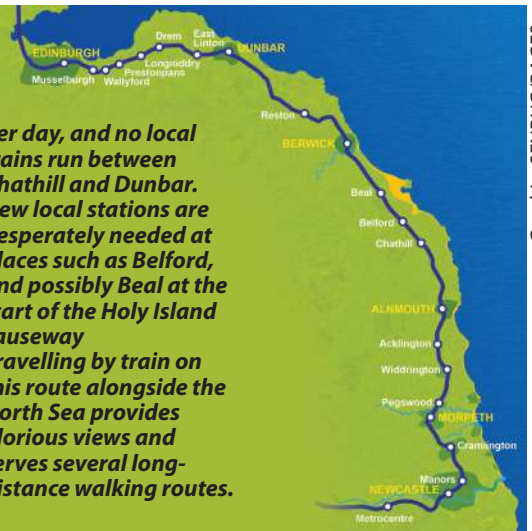 er day, and no local
ains run between
hathill and Dunbar.
ew local stations are
esperately needed at
laces such as Belford,
nd possibly Beal at the
art of the Holy Island
auseway
ravelling by train on
his route alongside the
orth Sea provides
lorious views and
erves several long-
istance walking routes.
EDINBURGH
Musselburgh
Wallyford
Prestonpans
Longniddry
Drem
East
Linton
DUNBAR
Reston
BERWICK
Beal
Belford
Chathill
ALNMOUTH
Acklington
Widdrington
Pegswood
MORPETH
Cramlington
Manors
NEWCASTLE
Metrocentre